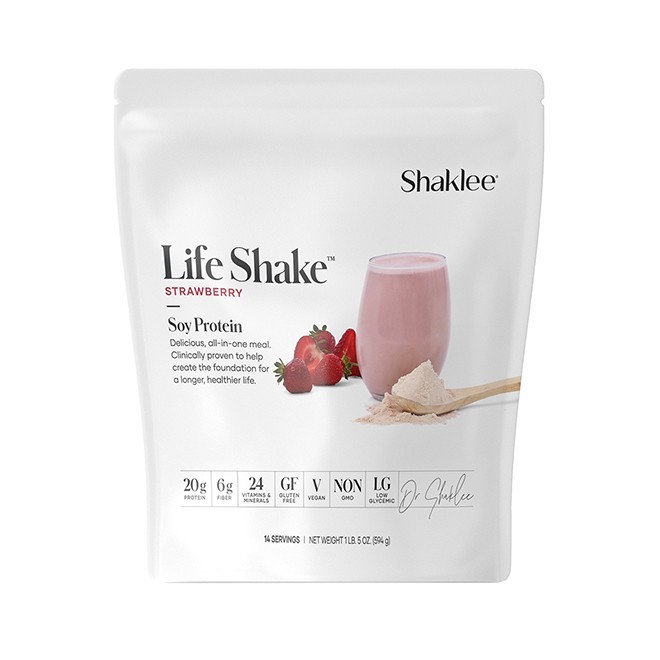 Shaklee®
Life Shake™
STRAWBERRY
Soy Protein
Delicious, all-in-one meal.
Clinically proven to help
create the foundation for
a longer, healthier life.
20g PROTEIN
6g FIBER
24 VITAMINS & MINERALS
GF GLUTEN FREE
V VEGAN
NON GMO
LG LOW GLYCEMIC
Dr Shaklee
14 SERVINGS | NET WEIGHT 1 LB. 5 OZ. (594 g)